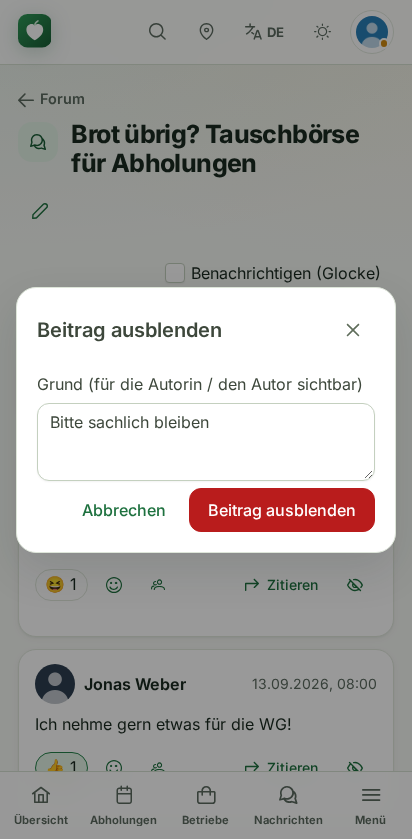 DE
Forum
Brot übrig? Tauschbörse
für Abholungen
Benachrichtigen (Glocke)
Beitrag ausblenden
Grund (für die Autorin / den Autor sichtbar)
Bitte sachlich bleiben
Abbrechen
Beitrag ausblenden
1
Zitieren
Jonas Weber
13.09.2026, 08:00
Ich nehme gern etwas für die WG!
1
Zitieren
Übersicht
Abholungen
Betriebe
Nachrichten
Menü